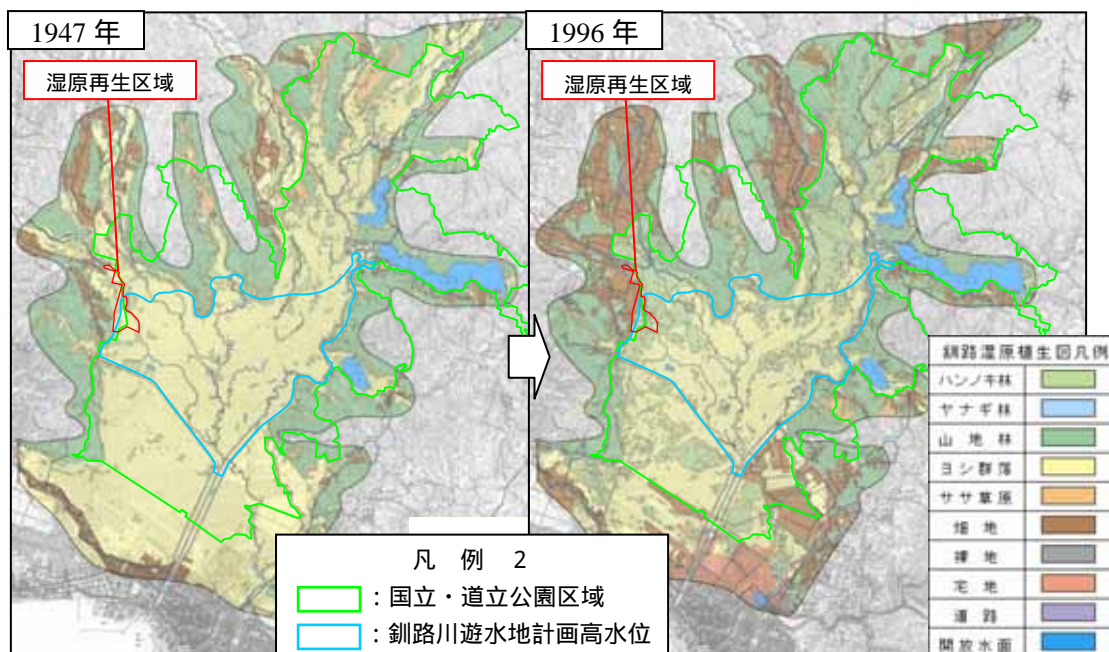 1947 年
湿原再生区域
1996 年
湿原再生区域
釧路湿原植生図凡例
ハンノキ林
ヤナギ林
山 地 林
ヨシ群落
ササ草原
畑 地
裸 地
宅 地
道 路
開放水面
凡 例 2
：国立・道立公園区域
：釧路川遊水地計画高水位